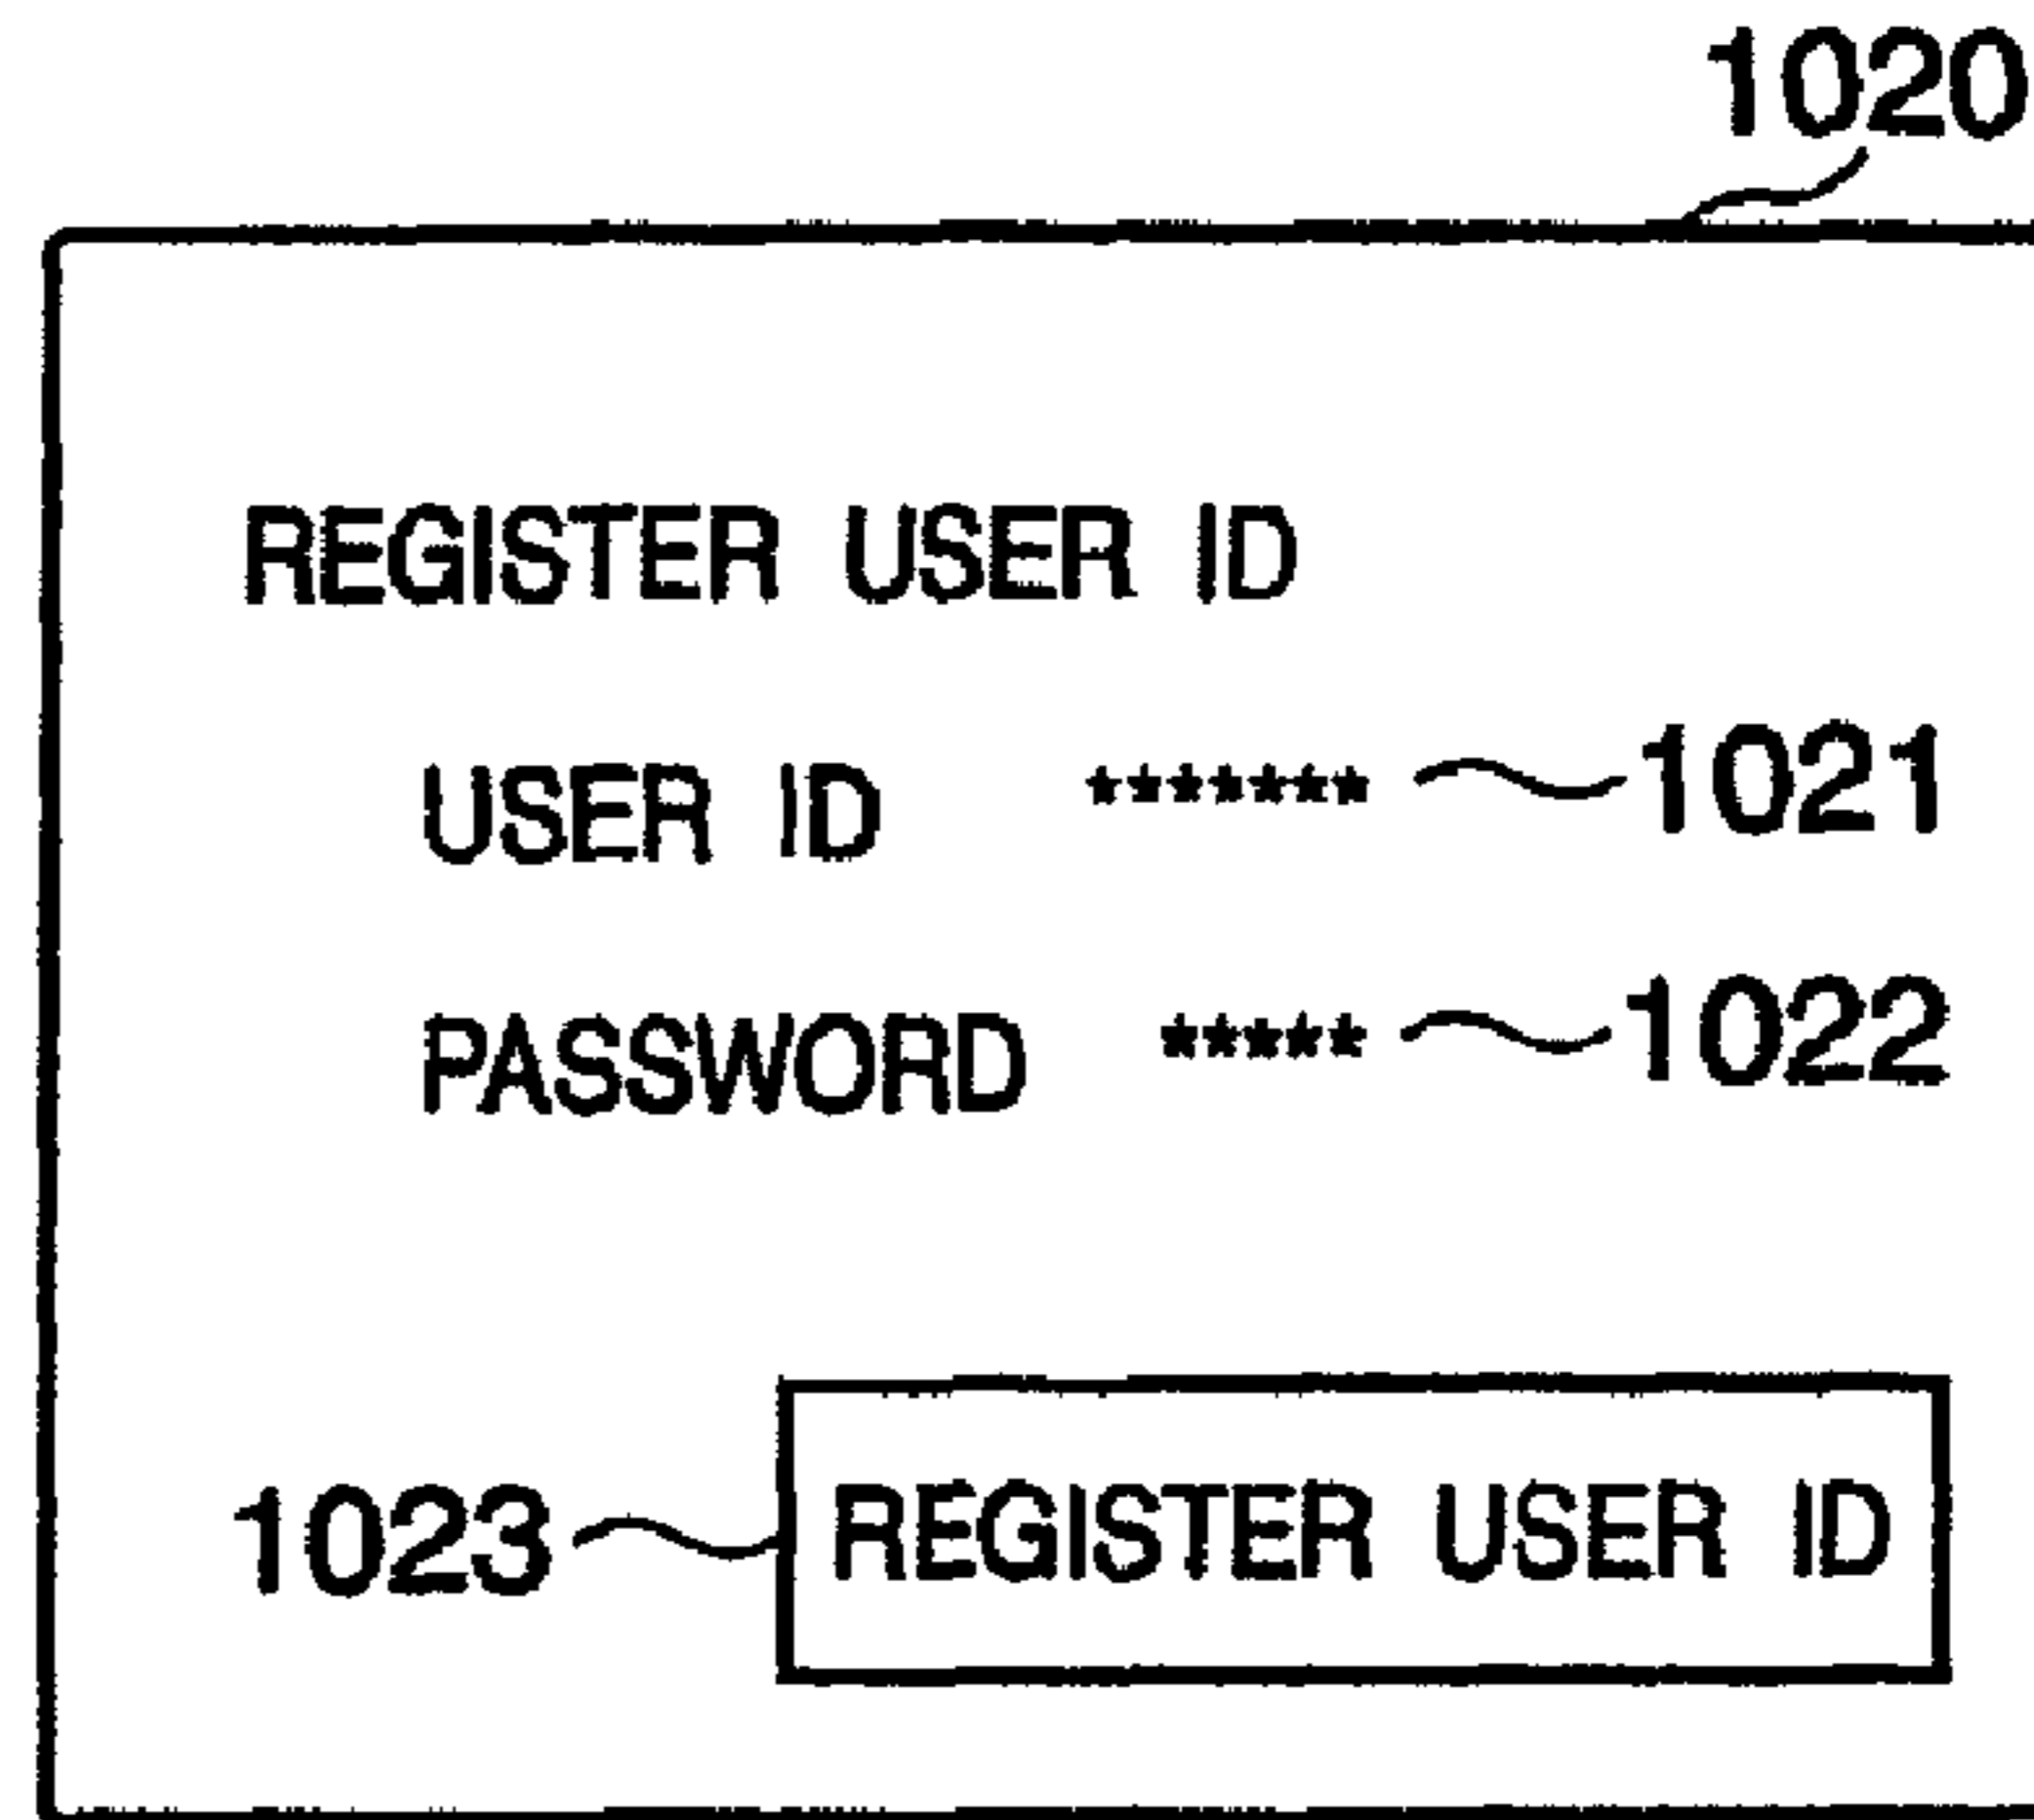 1020
REGISTER USER ID
USER ID ******* 1021
PASSWORD ***** 1022
1023 REGISTER USER ID